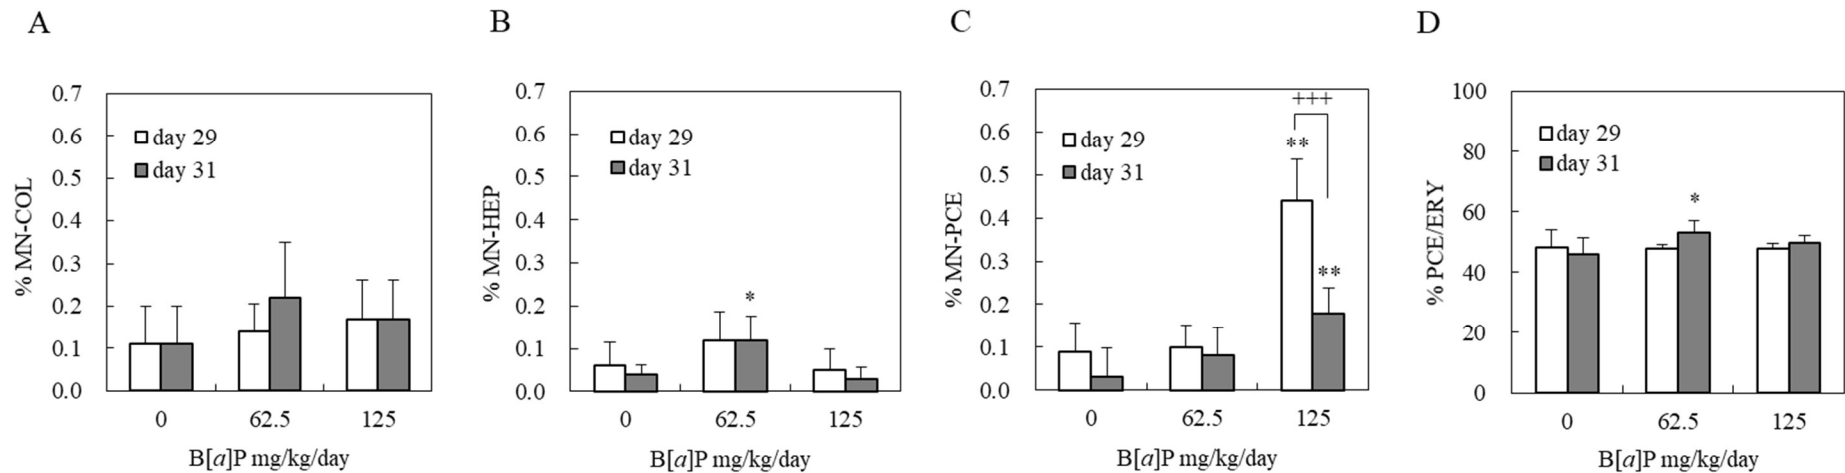 A
0.7
0.6
0.5
0.4
0.3
0.2
0.1
0.0
% MN-COL
day 29
day 31
0 62.5 125
B[a]P mg/kg/day
B
0.7
0.6
0.5
0.4
0.3
0.2
0.1
0.0
% MN-HEP
day 29
day 31
*
0 62.5 125
B[a]P mg/kg/day
C
0.7
0.6
0.5
0.4
0.3
0.2
0.1
0.0
% MN-PCE
day 29
day 31
+++
**
**
0 62.5 125
B[a]P mg/kg/day
D
100
80
60
40
20
0
% PCE/ERY
day 29
day 31
*
0 62.5 125
B[a]P mg/kg/day